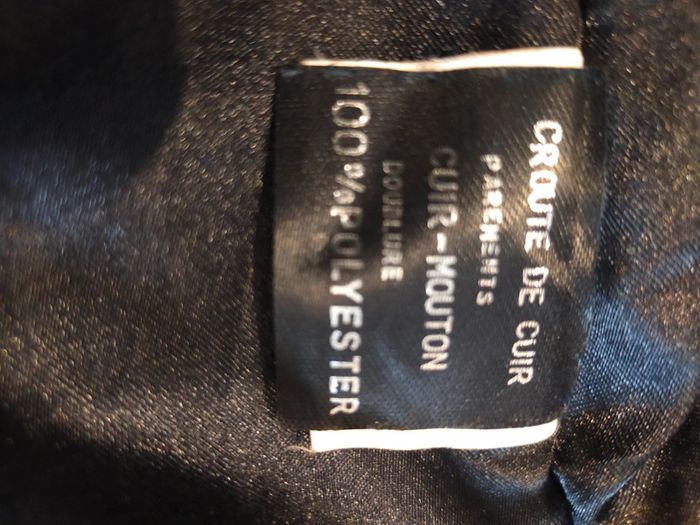 CROUTE DE CUIR
PAREMENTS
CUIR-MOUTON
DOUBLURE
100%POLYESTER